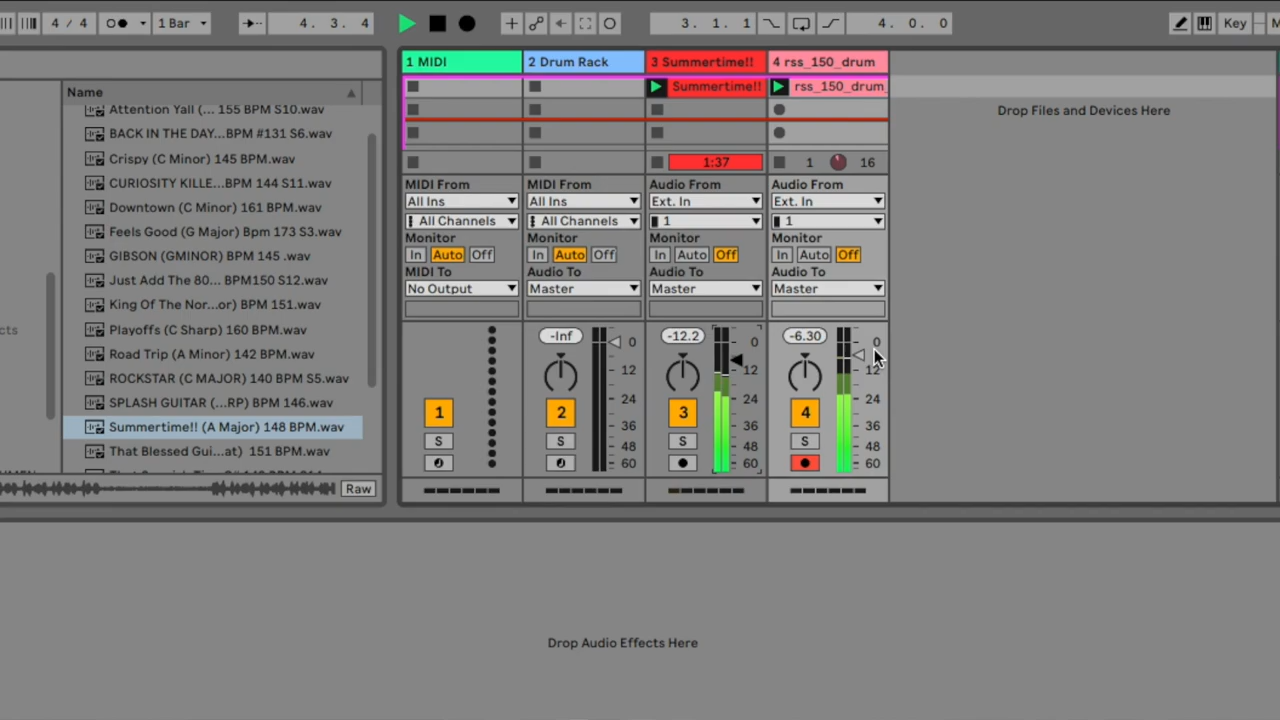 4 / 4 1 Bar 4. 3. 4 3. 1. 1 4. 0. 0 Key
Name
Attention Yall (... 155 BPM S10.wav
BACK IN THE DAY...BPM #131 S6.wav
Crispy (C Minor) 145 BPM.wav
CURIOSITY KILLE...BPM 144 S11.wav
Downtown (C Minor) 161 BPM.wav
Feels Good (G Major) Bpm 173 S3.wav
GIBSON (GMINOR) BPM 145 .wav
Just Add The 80... BPM150 S12.wav
King Of The Nor...or) BPM 151.wav
Playoffs (C Sharp) 160 BPM.wav
Road Trip (A Minor) 142 BPM.wav
ROCKSTAR (C MAJOR) 140 BPM S5.wav
SPLASH GUITAR (...RP) BPM 146.wav
Summertime!! (A Major) 148 BPM.wav
That Blessed Gui...at) 151 BPM.wav
Raw
1 MIDI 2 Drum Rack 3 Summertime!! 4 rss_150_drum
Summertime!! rss_150_drum_
1:37 1 16
MIDI From MIDI From Audio From Audio From
All Ins All Ins Ext. In Ext. In
All Channels All Channels 1 1
Monitor Monitor Monitor Monitor
In Auto Off In Auto Off In Auto Off In Auto Off
MIDI To Audio To Audio To Audio To
No Output Master Master Master
-Inf 0 -12.2 0 -6.30 0
12 12 12
24 24 24
1 2 3 4
36 36 36
S S S S
48 48 48
60 60 60
Drop Files and Devices Here
Drop Audio Effects Here